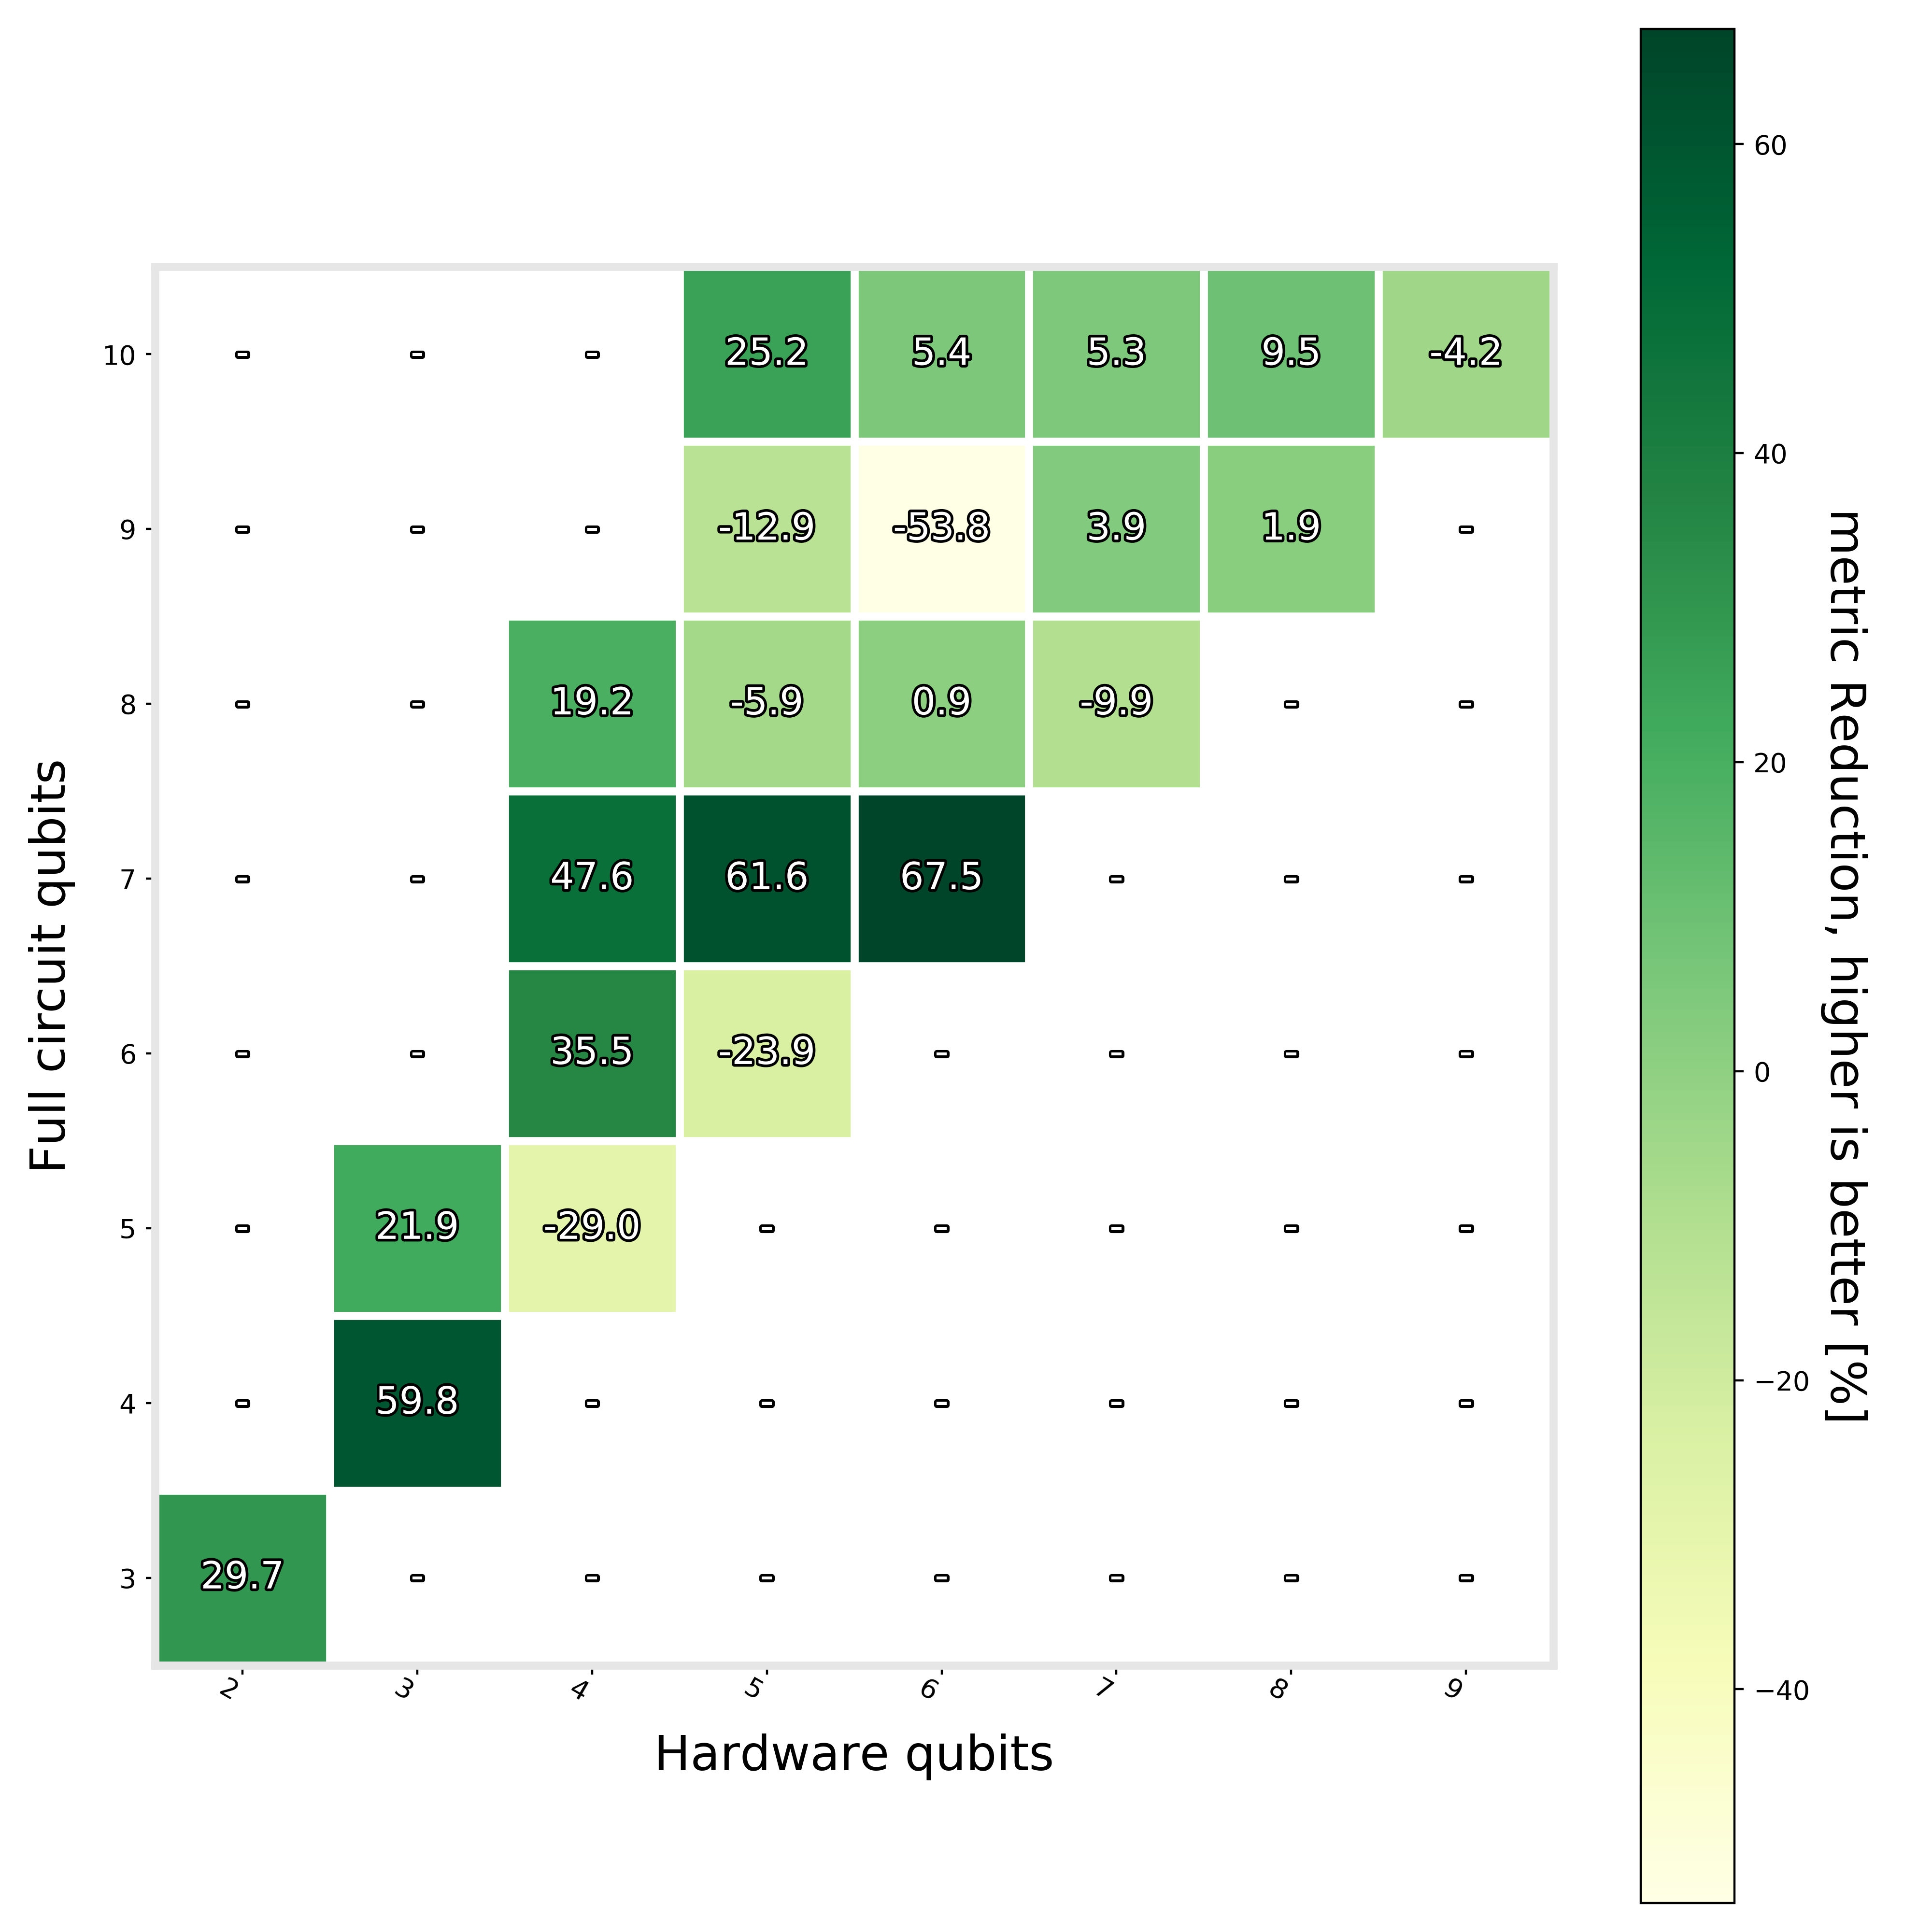 10 - - - 25.2 5.4 5.3 9.5 -4.2
9 - - - -12.9 -53.8 3.9 1.9 -
8 - - 19.2 -5.9 0.9 -9.9 - -
7 - - 47.6 61.6 67.5 - - -
6 - - 35.5 -23.9 - - - -
5 - 21.9 -29.0 - - - - -
4 - 59.8 - - - - - -
3 29.7 - - - - - - -
2 3 4 5 6 7 8 9
Hardware qubits
Full circuit qubits
60
40
20
0
−20
−40
metric Reduction, higher is better [%]